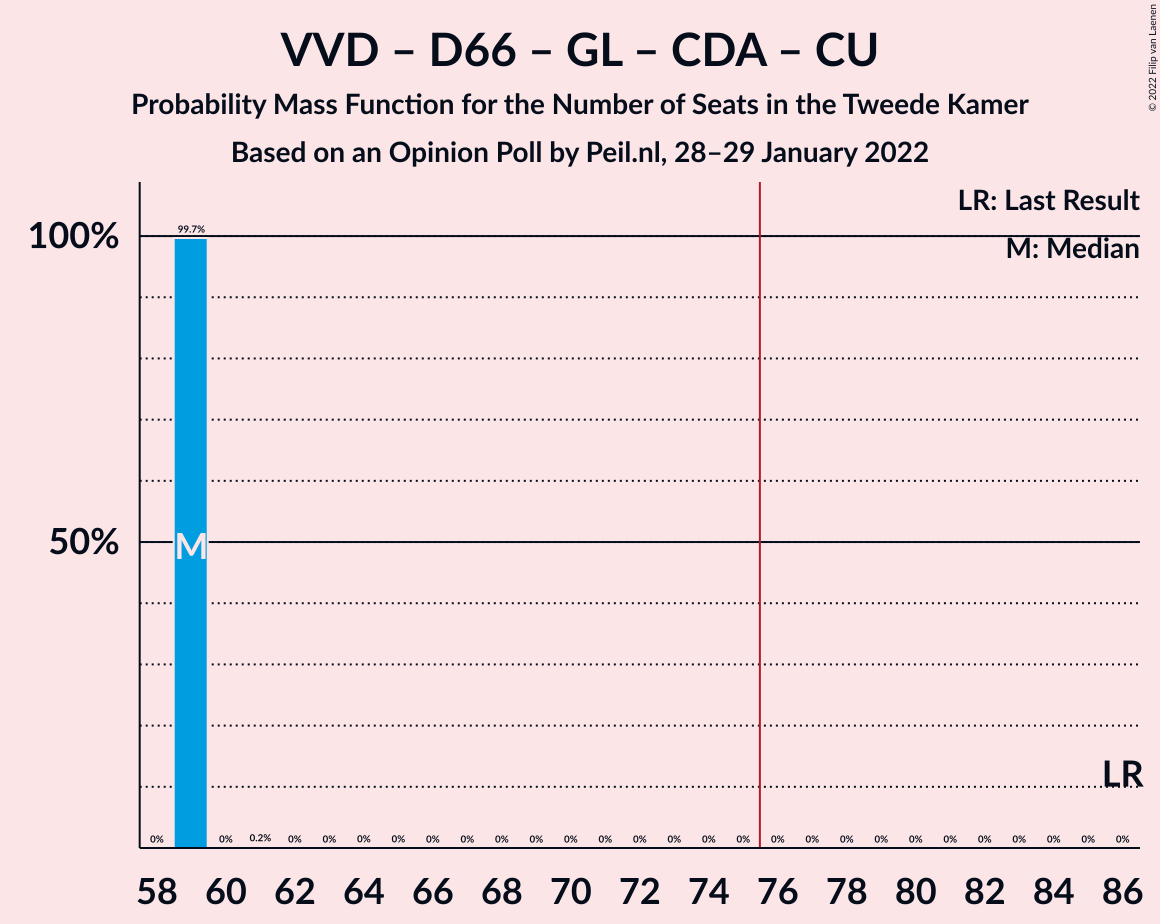 VVD – D66 – GL – CDA – CU
Probability Mass Function for the Number of Seats in the Tweede Kamer
Based on an Opinion Poll by Peil.nl, 28–29 January 2022
© 2022 Filip van Laenen
LR: Last Result
M: Median
100%
50%
99.7%
M
LR
0% 0% 0.2% 0% 0% 0% 0% 0% 0% 0% 0% 0% 0% 0% 0% 0% 0% 0% 0% 0% 0% 0% 0% 0% 0% 0% 0% 0%
58 60 62 64 66 68 70 72 74 76 78 80 82 84 86